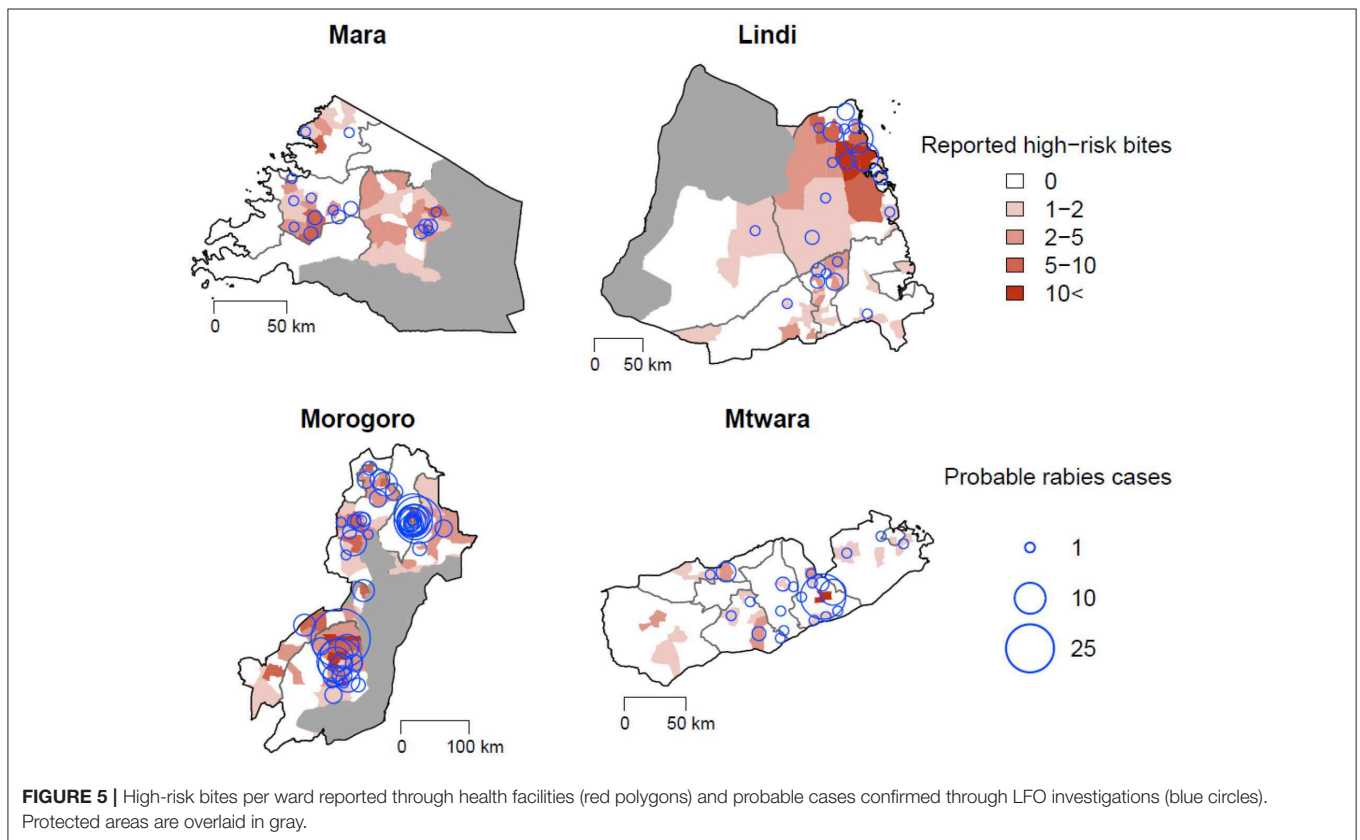 Mara
Lindi
Reported high−risk bites
0
1−2
2−5
5−10
10<
0 50 km
0 50 km
Morogoro
Mtwara
Probable rabies cases
1
10
25
0 50 km
0 100 km
FIGURE 5 | High-risk bites per ward reported through health facilities (red polygons) and probable cases confirmed through LFO investigations (blue circles).
Protected areas are overlaid in gray.